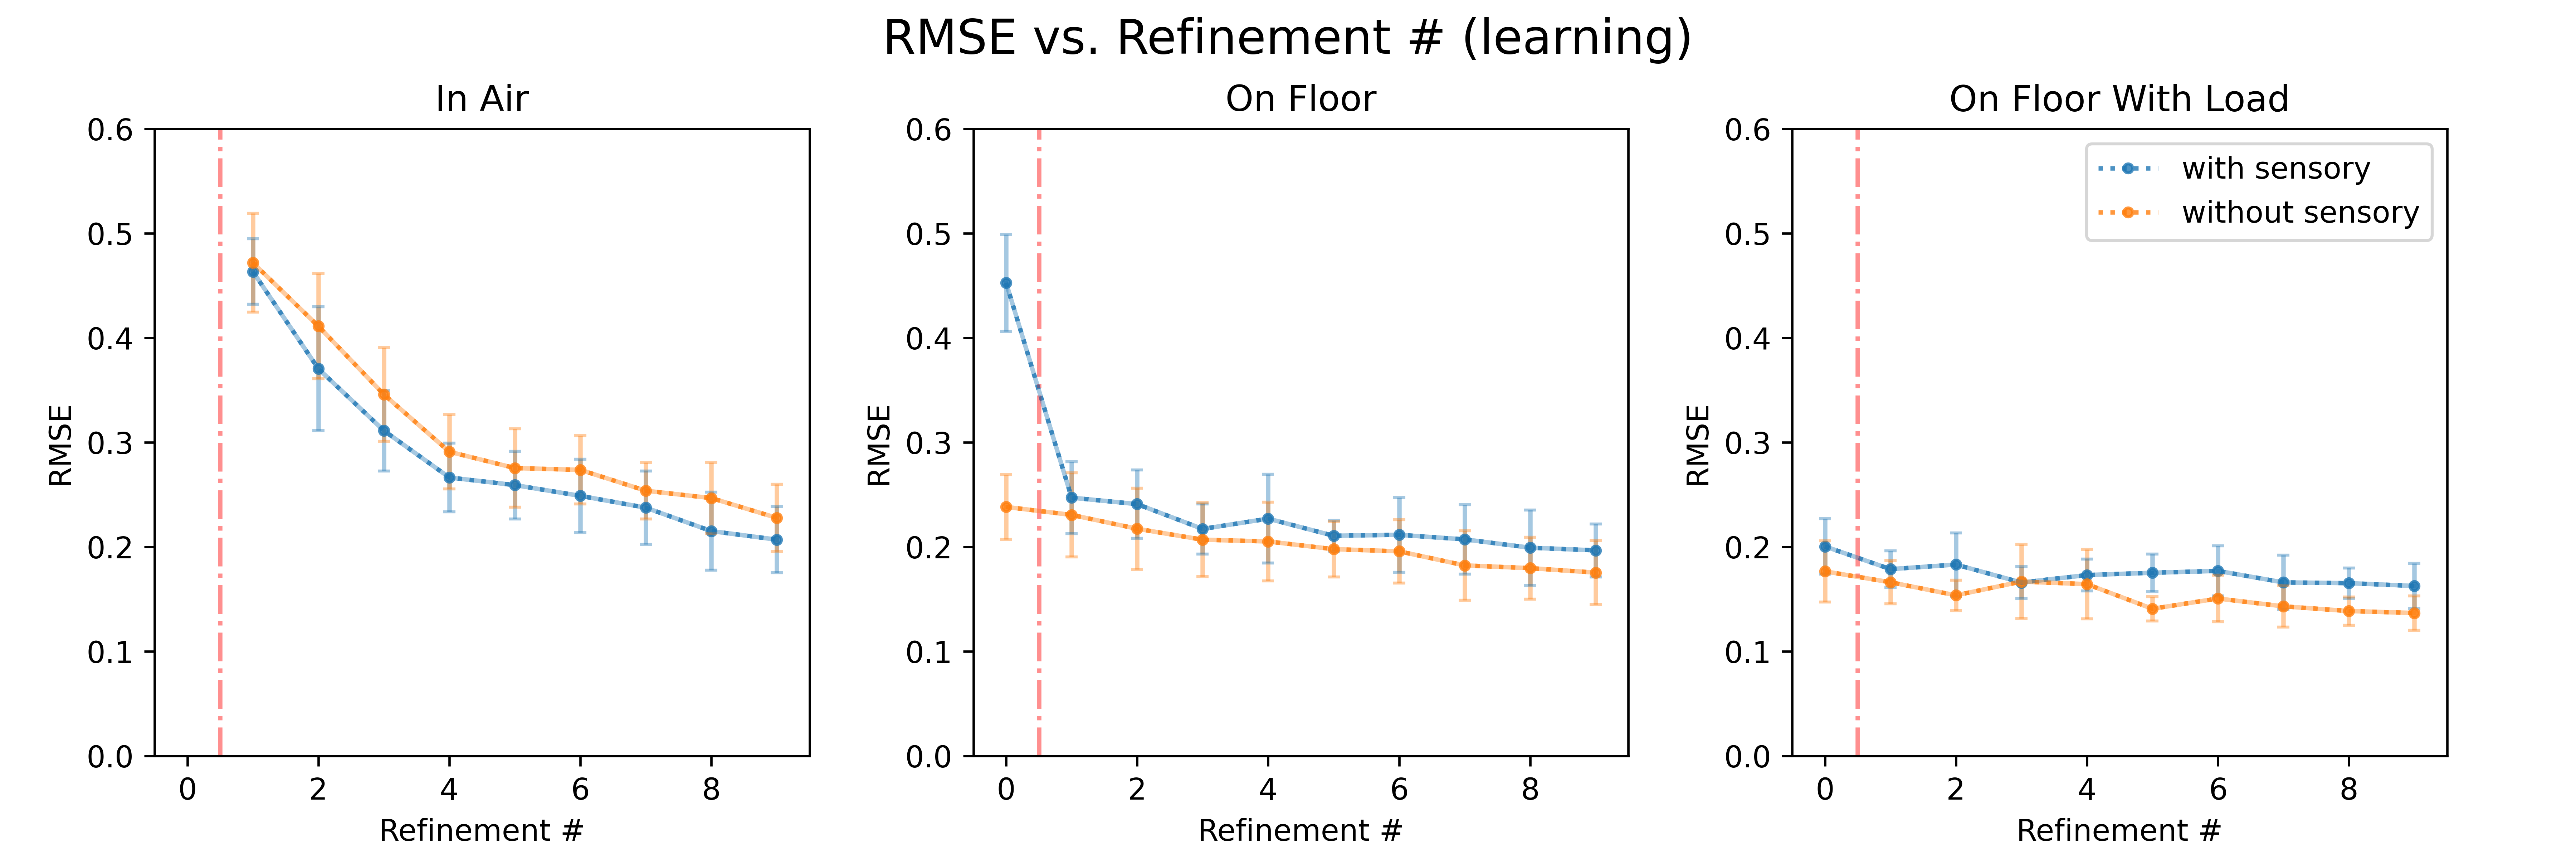 RMSE vs. Refinement # (learning)
In Air
0.6
0.5
0.4
0.3
0.2
0.1
0.0
RMSE
0 2 4 6 8
Refinement #
On Floor
0.6
0.5
0.4
0.3
0.2
0.1
0.0
RMSE
0 2 4 6 8
Refinement #
On Floor With Load
with sensory
without sensory
0.6
0.5
0.4
0.3
0.2
0.1
0.0
RMSE
0 2 4 6 8
Refinement #